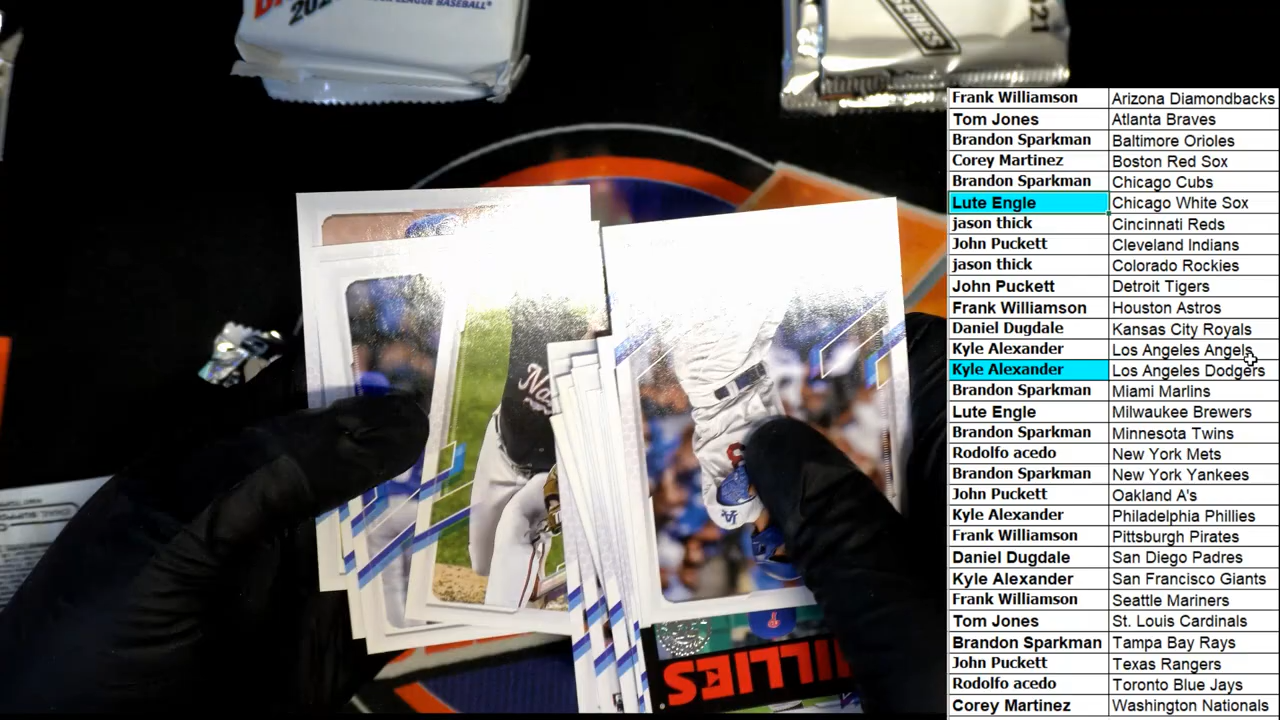 202
LEAGUE BASEBALL®
SERIES
2021
Frank Williamson Arizona Diamondbacks
Tom Jones Atlanta Braves
Brandon Sparkman Baltimore Orioles
Corey Martinez Boston Red Sox
Brandon Sparkman Chicago Cubs
Lute Engle Chicago White Sox
jason thick Cincinnati Reds
John Puckett Cleveland Indians
jason thick Colorado Rockies
John Puckett Detroit Tigers
Frank Williamson Houston Astros
Daniel Dugdale Kansas City Royals
Kyle Alexander Los Angeles Angels
Kyle Alexander Los Angeles Dodgers
Brandon Sparkman Miami Marlins
Lute Engle Milwaukee Brewers
Brandon Sparkman Minnesota Twins
Rodolfo acedo New York Mets
Brandon Sparkman New York Yankees
John Puckett Oakland A's
Kyle Alexander Philadelphia Phillies
Frank Williamson Pittsburgh Pirates
Daniel Dugdale San Diego Padres
Kyle Alexander San Francisco Giants
Frank Williamson Seattle Mariners
Tom Jones St. Louis Cardinals
Brandon Sparkman Tampa Bay Rays
John Puckett Texas Rangers
Rodolfo acedo Toronto Blue Jays
Corey Martinez Washington Nationals
ILLIES